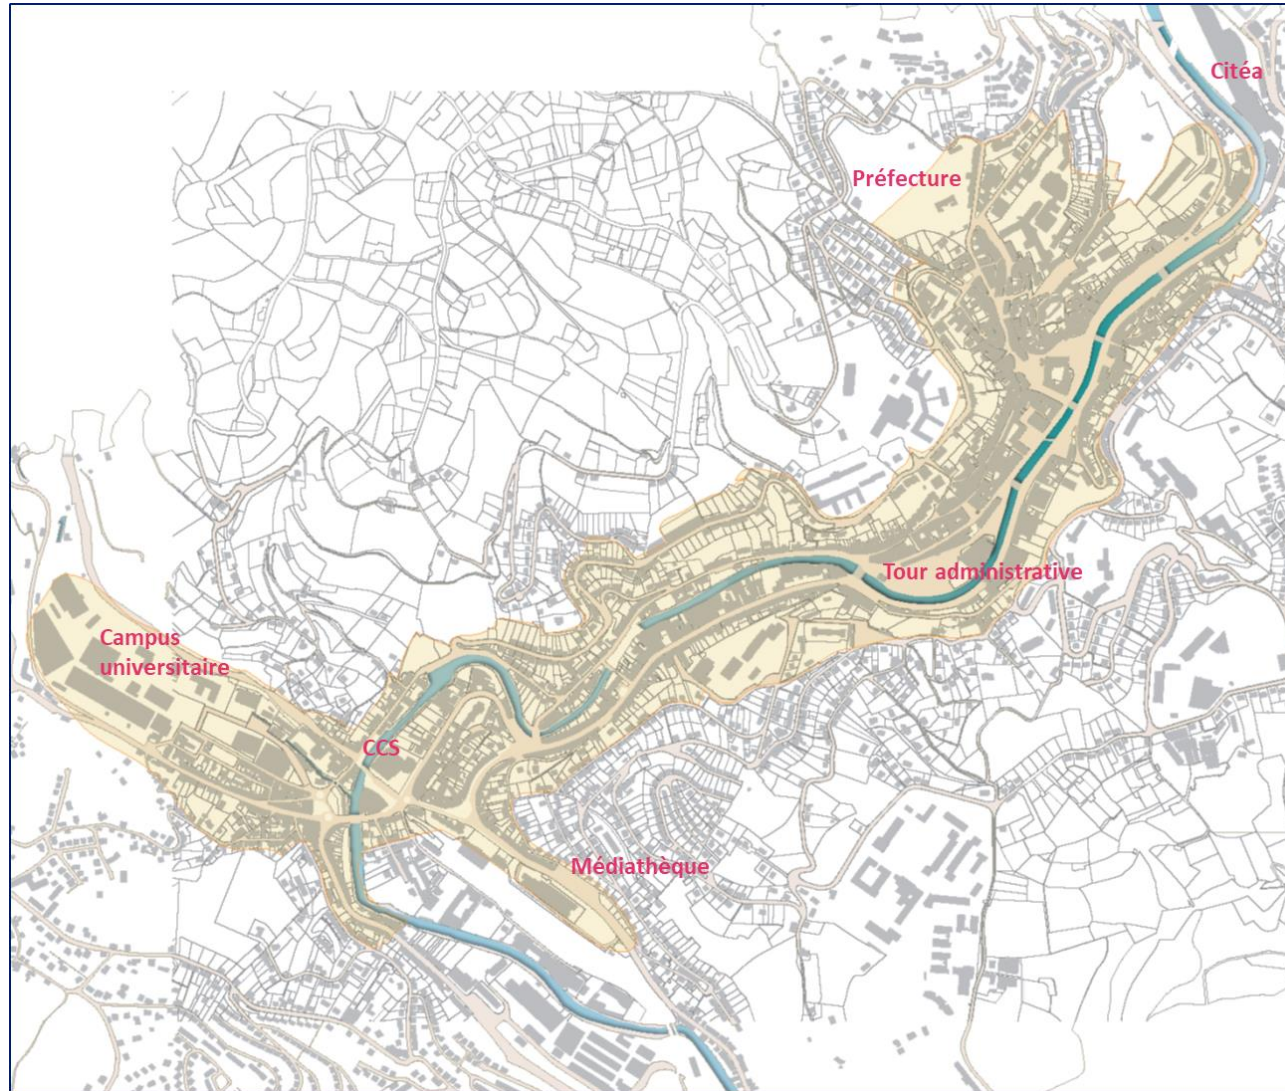 Citéa
Préfecture
Tour administrative
Campus
universitaire
CCS
Médiathèque